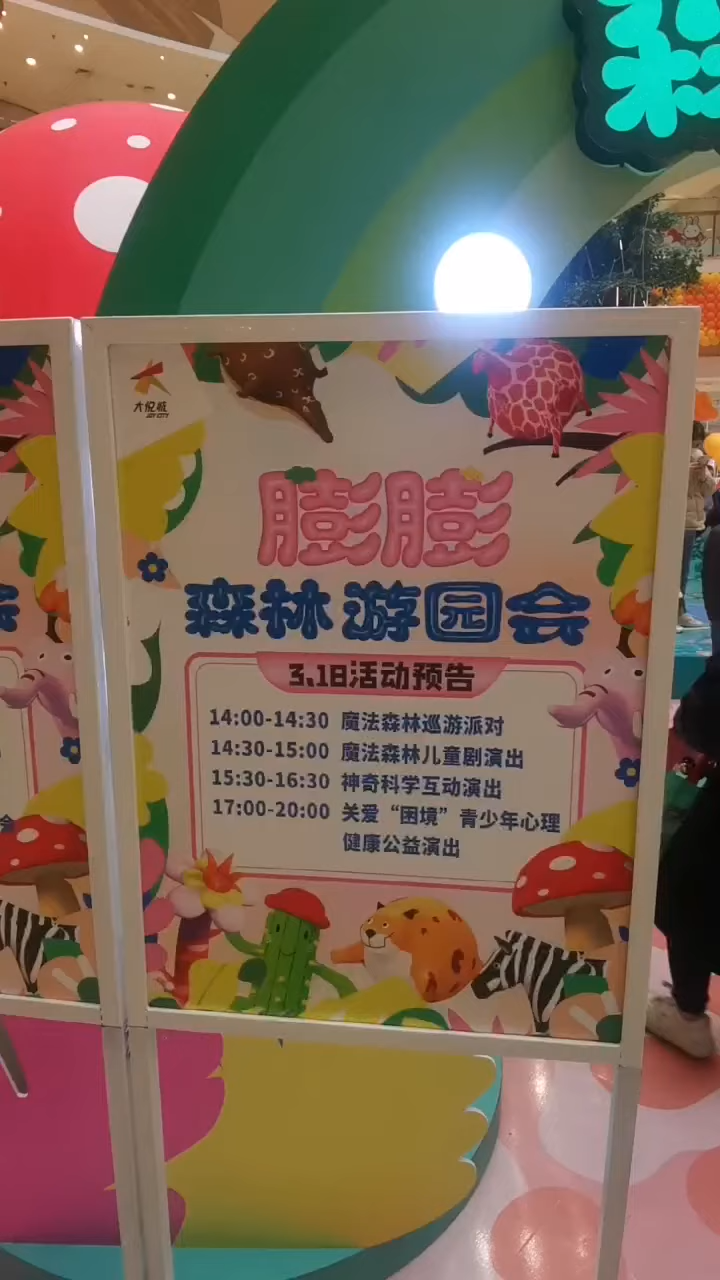 森
大悦城
JOY CITY
膨膨
森林游园会
3.18活动预告
14:00-14:30 魔法森林巡游派对
14:30-15:00 魔法森林儿童剧演出
15:30-16:30 神奇科学互动演出
17:00-20:00 关爱“困境”青少年心理
健康公益演出